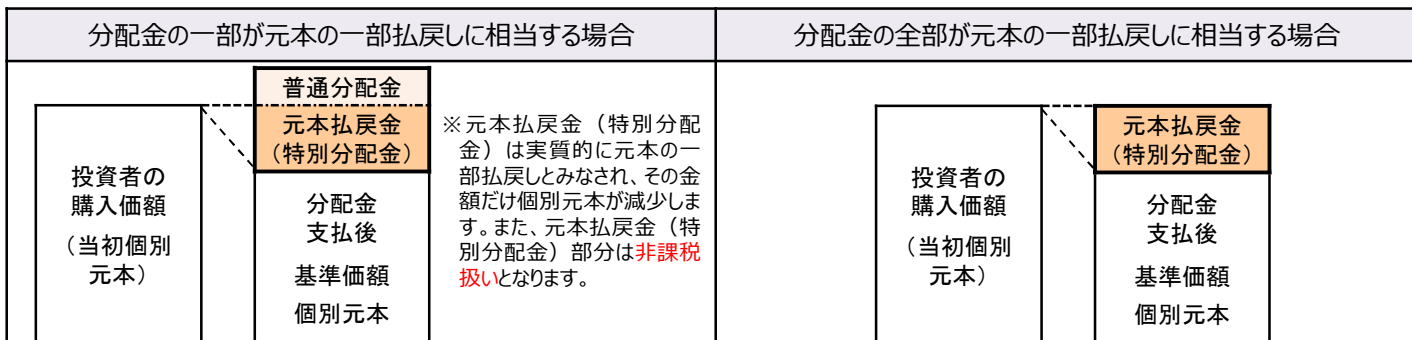 分配金の一部が元本の一部払戻しに相当する場合
分配金の全部が元本の一部払戻しに相当する場合
投資者の
購入価額
（当初個別
元本）
普通分配金
元本払戻金
（特別分配金）
分配金
支払後
基準価額
個別元本
※元本払戻金（特別分配
金）は実質的に元本の一
部払戻しとみなされ、その金
額だけ個別元本が減少しま
す。また、元本払戻金（特
別分配金）部分は非課税
扱いとなります。
投資者の
購入価額
（当初個別
元本）
元本払戻金
（特別分配金）
分配金
支払後
基準価額
個別元本